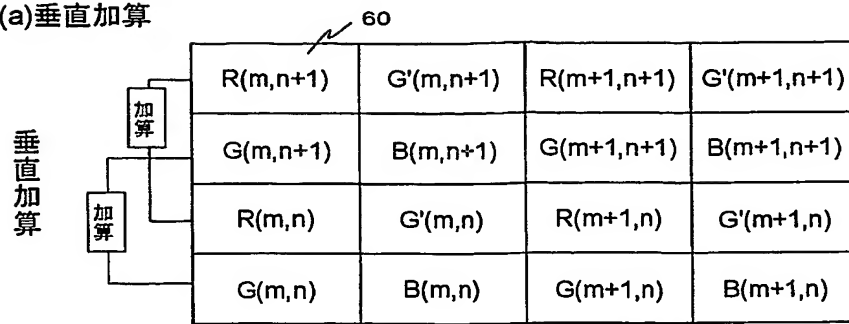 (a)垂直加算
60
垂直加算
加算
加算
R(m,n+1) G'(m,n+1) R(m+1,n+1) G'(m+1,n+1)
G(m,n+1) B(m,n+1) G(m+1,n+1) B(m+1,n+1)
R(m,n) G'(m,n) R(m+1,n) G'(m+1,n)
G(m,n) B(m,n) G(m+1,n) B(m+1,n)